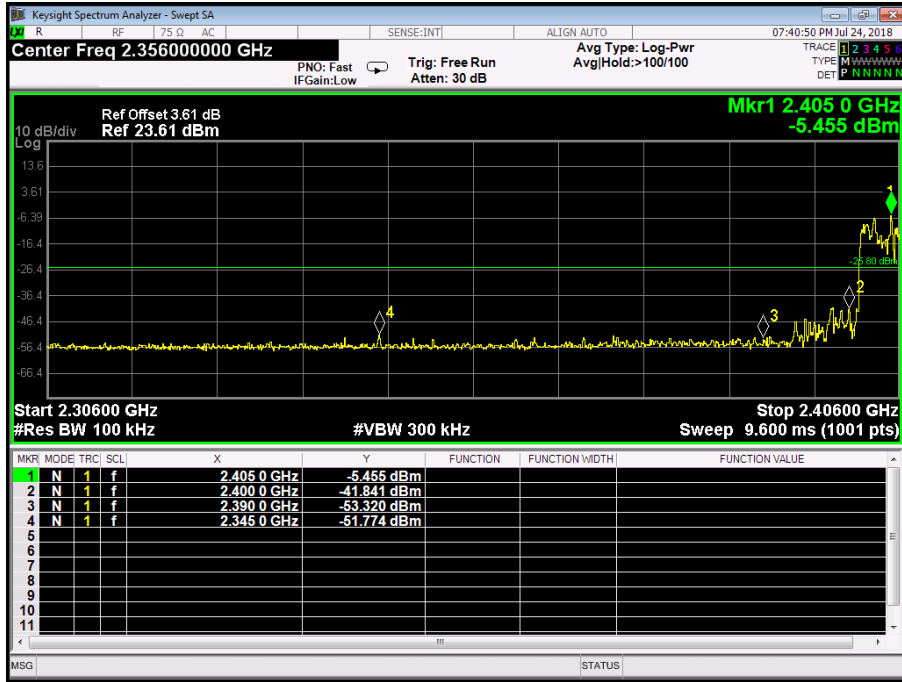 Keysight Spectrum Analyzer - Swept SA
LXI R RF 75 Ω AC SENSE:INT ALIGN AUTO 07:40:50 PM Jul 24, 2018
Center Freq 2.356000000 GHz
PNO: Fast
IFGain:Low
Trig: Free Run
Atten: 30 dB
Avg Type: Log-Pwr
Avg|Hold:>100/100
TRACE 1 2 3 4 5 6
TYPE M WWWWW
DET P N N N N N
Mkr1 2.405 0 GHz
-5.455 dBm
Ref Offset 3.61 dB
10 dB/div Ref 23.61 dBm
Log
13.6
3.61
-6.39
-16.4
-26.4
-36.4
-46.4
-56.4
-66.4
1
-25.80 dBm
2
3
4
Start 2.30600 GHz Stop 2.40600 GHz
#Res BW 100 kHz #VBW 300 kHz Sweep 9.600 ms (1001 pts)
MKR MODE TRC SCL X Y FUNCTION FUNCTION WIDTH FUNCTION VALUE
1 N 1 f 2.405 0 GHz -5.455 dBm
2 N 1 f 2.400 0 GHz -41.841 dBm
3 N 1 f 2.390 0 GHz -53.320 dBm
4 N 1 f 2.345 0 GHz -51.774 dBm
5
6
7
8
9
10
11
MSG STATUS